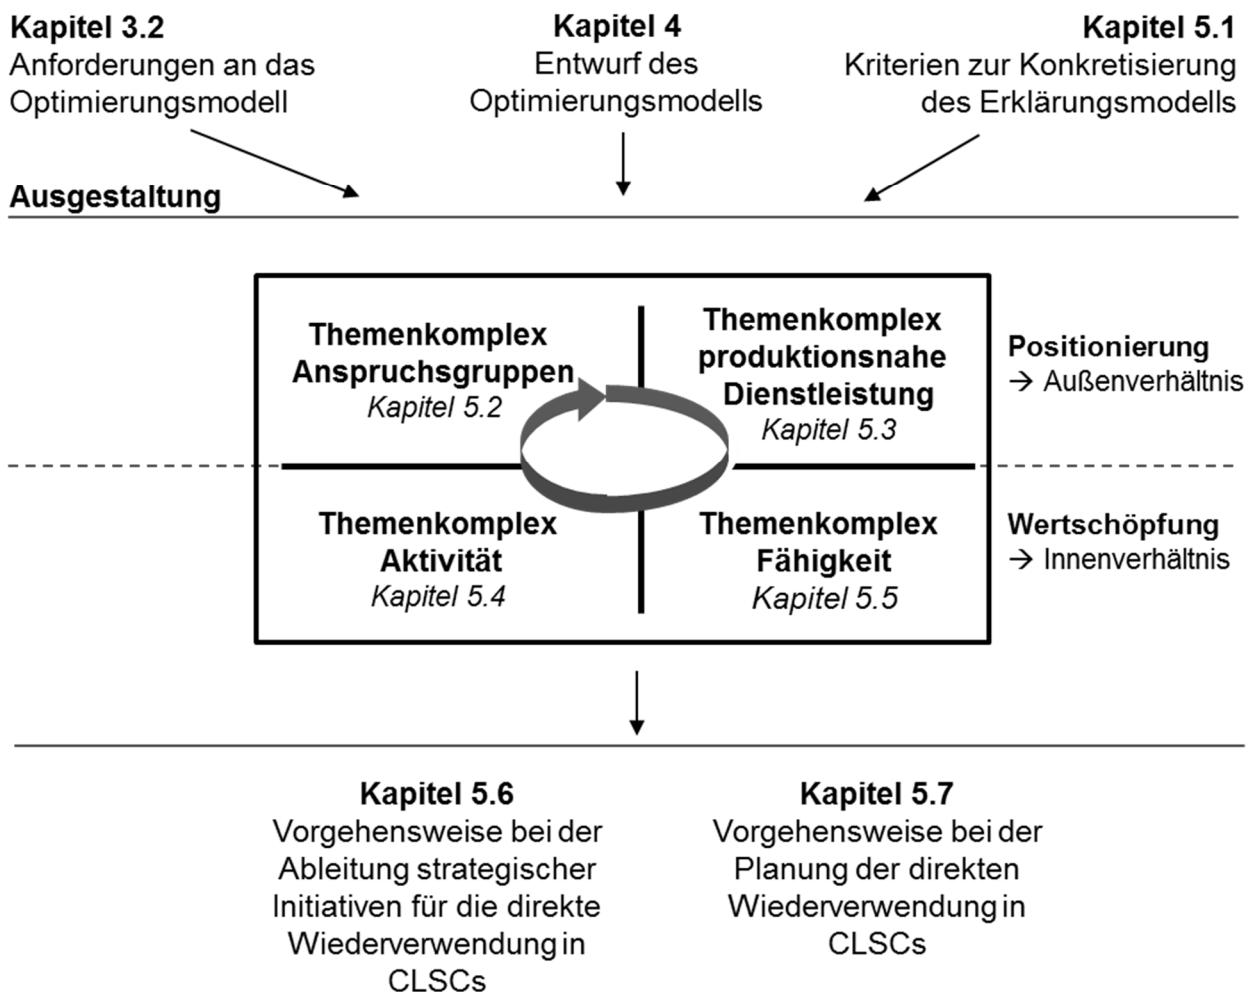 Kapitel 3.2
Anforderungen an das
Optimierungsmodell
Kapitel 4
Entwurf des
Optimierungsmodells
Kapitel 5.1
Kriterien zur Konkretisierung
des Erklärungsmodells
Ausgestaltung
Themenkomplex
Anspruchsgruppen
Kapitel 5.2
Themenkomplex
produktionsnahe
Dienstleistung
Kapitel 5.3
Positionierung
→ Außenverhältnis
Themenkomplex
Aktivität
Kapitel 5.4
Themenkomplex
Fähigkeit
Kapitel 5.5
Wertschöpfung
→ Innenverhältnis
Kapitel 5.6
Vorgehensweise bei der
Ableitung strategischer
Initiativen für die direkte
Wiederverwendung in
CLSCs
Kapitel 5.7
Vorgehensweise bei der
Planung der direkten
Wiederverwendung in
CLSCs